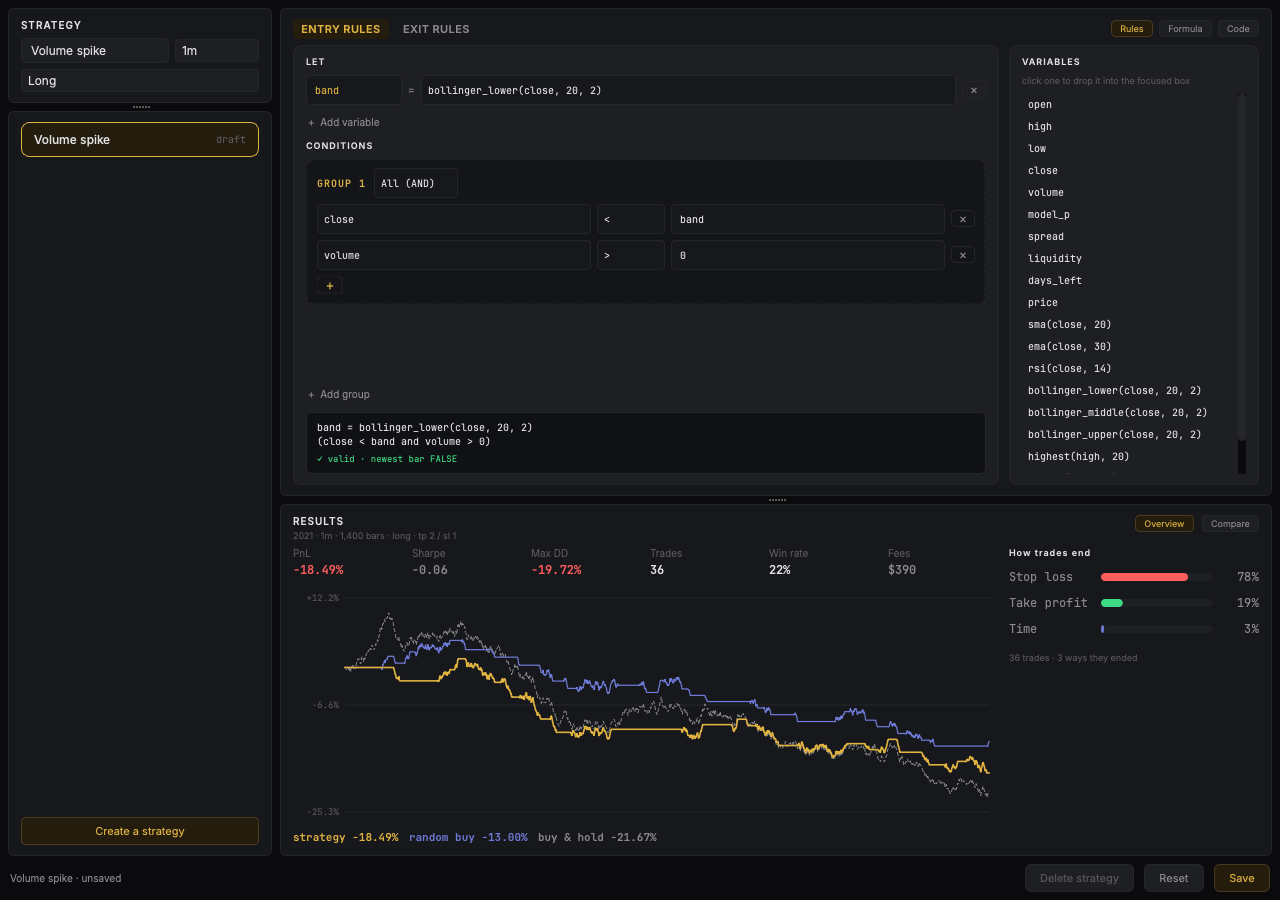 STRATEGY
Volume spike
1m
Long
Volume spike
draft
Create a strategy
ENTRY RULES
EXIT RULES
Rules
Formula
Code
LET
band
=
bollinger_lower(close, 20, 2)
×
+ Add variable
CONDITIONS
GROUP 1
All (AND)
close
<
band
×
volume
>
0
×
+
+ Add group
band = bollinger_lower(close, 20, 2)
(close < band and volume > 0)
✓ valid · newest bar FALSE
VARIABLES
click one to drop it into the focused box
open
high
low
close
volume
model_p
spread
liquidity
days_left
price
sma(close, 20)
ema(close, 30)
rsi(close, 14)
bollinger_lower(close, 20, 2)
bollinger_middle(close, 20, 2)
bollinger_upper(close, 20, 2)
highest(high, 20)
RESULTS
2021 · 1m · 1,400 bars · long · tp 2 / sl 1
Overview
Compare
PnL
-18.49%
Sharpe
-0.06
Max DD
-19.72%
Trades
36
Win rate
22%
Fees
$390
+12.2%
-6.6%
-25.3%
strategy -18.49% random buy -13.00% buy & hold -21.67%
How trades end
Stop loss 78%
Take profit 19%
Time 3%
36 trades · 3 ways they ended
Volume spike · unsaved
Delete strategy
Reset
Save